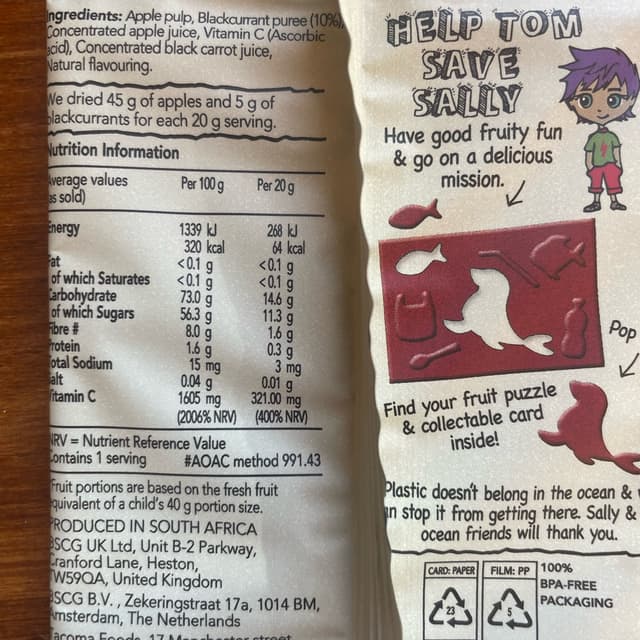 Ingredients: Apple pulp, Blackcurrant puree (10%),
Concentrated apple juice, Vitamin C (Ascorbic
acid), Concentrated black carrot juice,
Natural flavouring.
We dried 45 g of apples and 5 g of
blackcurrants for each 20 g serving.
Nutrition Information
Average values Per 100 g Per 20 g
(as sold)
Energy 1339 kJ 268 kJ
320 kcal 64 kcal
Fat <0.1 g <0.1 g
of which Saturates <0.1 g <0.1 g
Carbohydrate 73.0 g 14.6 g
of which Sugars 56.3 g 11.3 g
Fibre # 8.0 g 1.6 g
Protein 1.6 g 0.3 g
Total Sodium 15 mg 3 mg
Salt 0.04 g 0.01 g
Vitamin C 1605 mg 321.00 mg
(2006% NRV) (400% NRV)
NRV = Nutrient Reference Value
Contains 1 serving #AOAC method 991.43
Fruit portions are based on the fresh fruit
equivalent of a child's 40 g portion size.
PRODUCED IN SOUTH AFRICA
BSCG UK Ltd, Unit B-2 Parkway,
Cranford Lane, Heston,
TW59QA, United Kingdom
BSCG B.V. , Zekeringstraat 17a, 1014 BM,
Amsterdam, The Netherlands
Foods, 17 Manchester street
HELP TOM
SAVE
SALLY
Have good fruity fun
& go on a delicious
mission.
Pop
Find your fruit puzzle
& collectable card
inside!
Plastic doesn't belong in the ocean &
can stop it from getting there. Sally &
ocean friends will thank you.
CARD: PAPER
23
FILM: PP
5
100%
BPA-FREE
PACKAGING